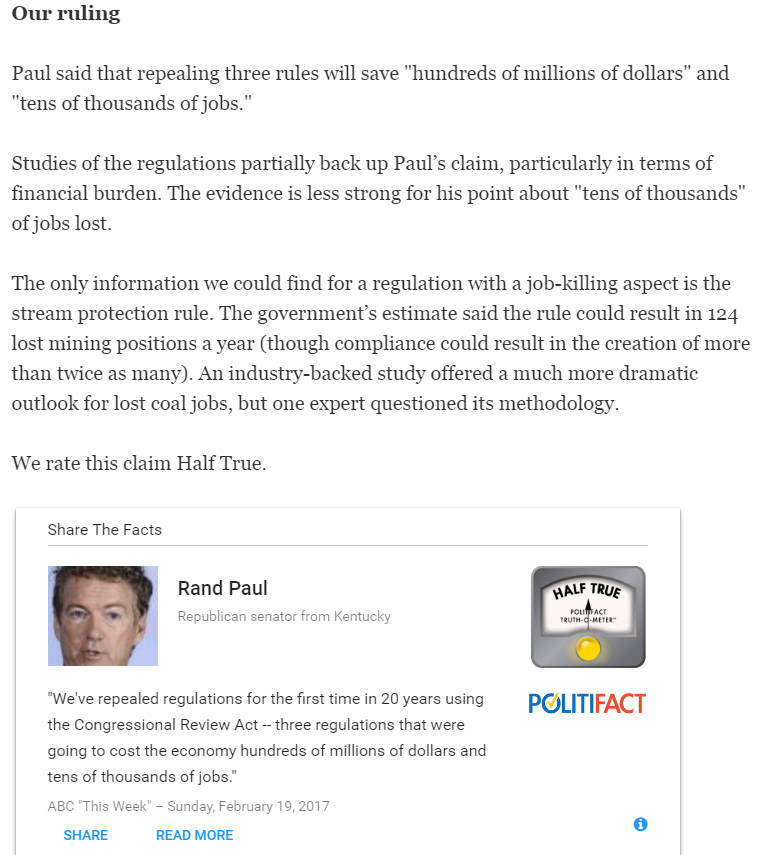 Our ruling
Paul said that repealing three rules will save "hundreds of millions of dollars" and
"tens of thousands of jobs."
Studies of the regulations partially back up Paul’s claim, particularly in terms of
financial burden. The evidence is less strong for his point about "tens of thousands"
of jobs lost.
The only information we could find for a regulation with a job-killing aspect is the
stream protection rule. The government’s estimate said the rule could result in 124
lost mining positions a year (though compliance could result in the creation of more
than twice as many). An industry-backed study offered a much more dramatic
outlook for lost coal jobs, but one expert questioned its methodology.
We rate this claim Half True.
Share The Facts
Rand Paul
Republican senator from Kentucky
HALF TRUE
POLITIFACT
TRUTH-O-METER™
POLITIFACT
"We've repealed regulations for the first time in 20 years using
the Congressional Review Act -- three regulations that were
going to cost the economy hundreds of millions of dollars and
tens of thousands of jobs."
ABC "This Week" – Sunday, February 19, 2017
SHARE READ MORE